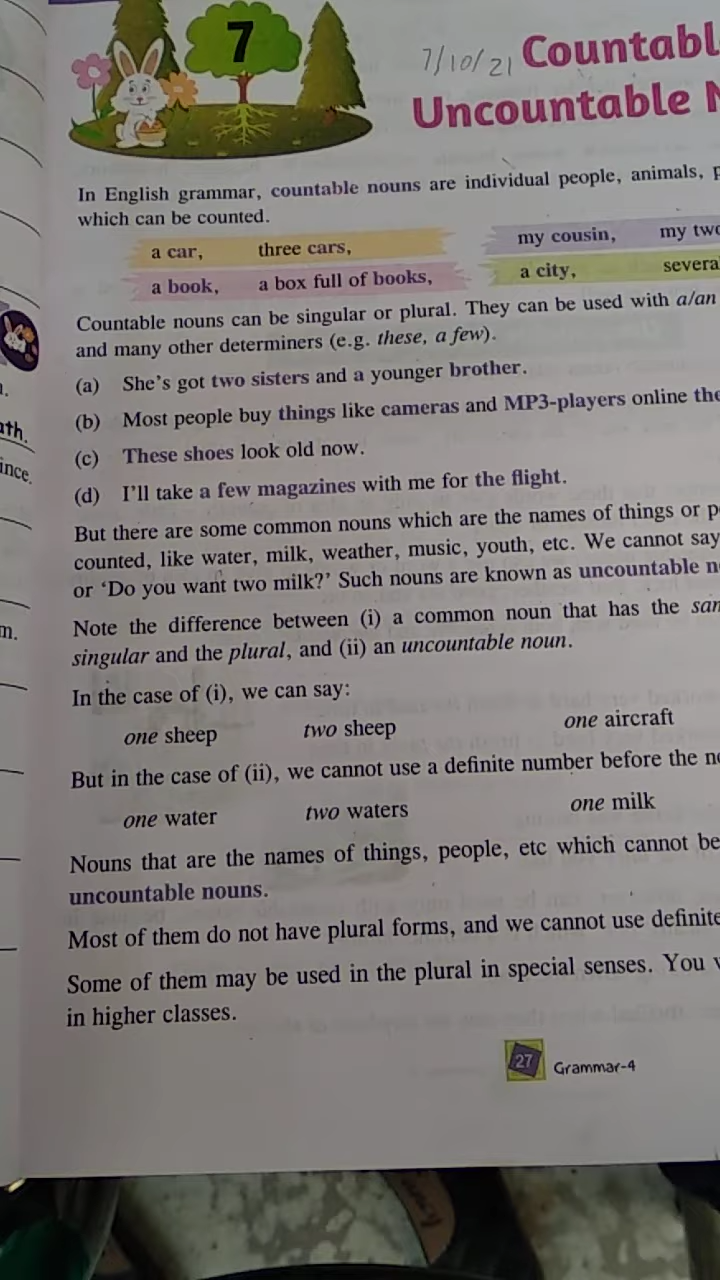 7
7/10/21
Countabl
Uncountable N
In English grammar, countable nouns are individual people, animals, p
which can be counted.
a car, three cars, my cousin, my two
a book, a box full of books, a city, severa
Countable nouns can be singular or plural. They can be used with a/an
and many other determiners (e.g. these, a few).
(a) She's got two sisters and a younger brother.
(b) Most people buy things like cameras and MP3-players online the
(c) These shoes look old now.
(d) I'll take a few magazines with me for the flight.
But there are some common nouns which are the names of things or p
counted, like water, milk, weather, music, youth, etc. We cannot say
or 'Do you want two milk?' Such nouns are known as uncountable n
Note the difference between (i) a common noun that has the sam
singular and the plural, and (ii) an uncountable noun.
In the case of (i), we can say:
one sheep two sheep one aircraft
But in the case of (ii), we cannot use a definite number before the no
one water two waters one milk
Nouns that are the names of things, people, etc which cannot be
uncountable nouns.
Most of them do not have plural forms, and we cannot use definite
Some of them may be used in the plural in special senses. You w
in higher classes.
27 Grammar-4
ath.
ince.
m.